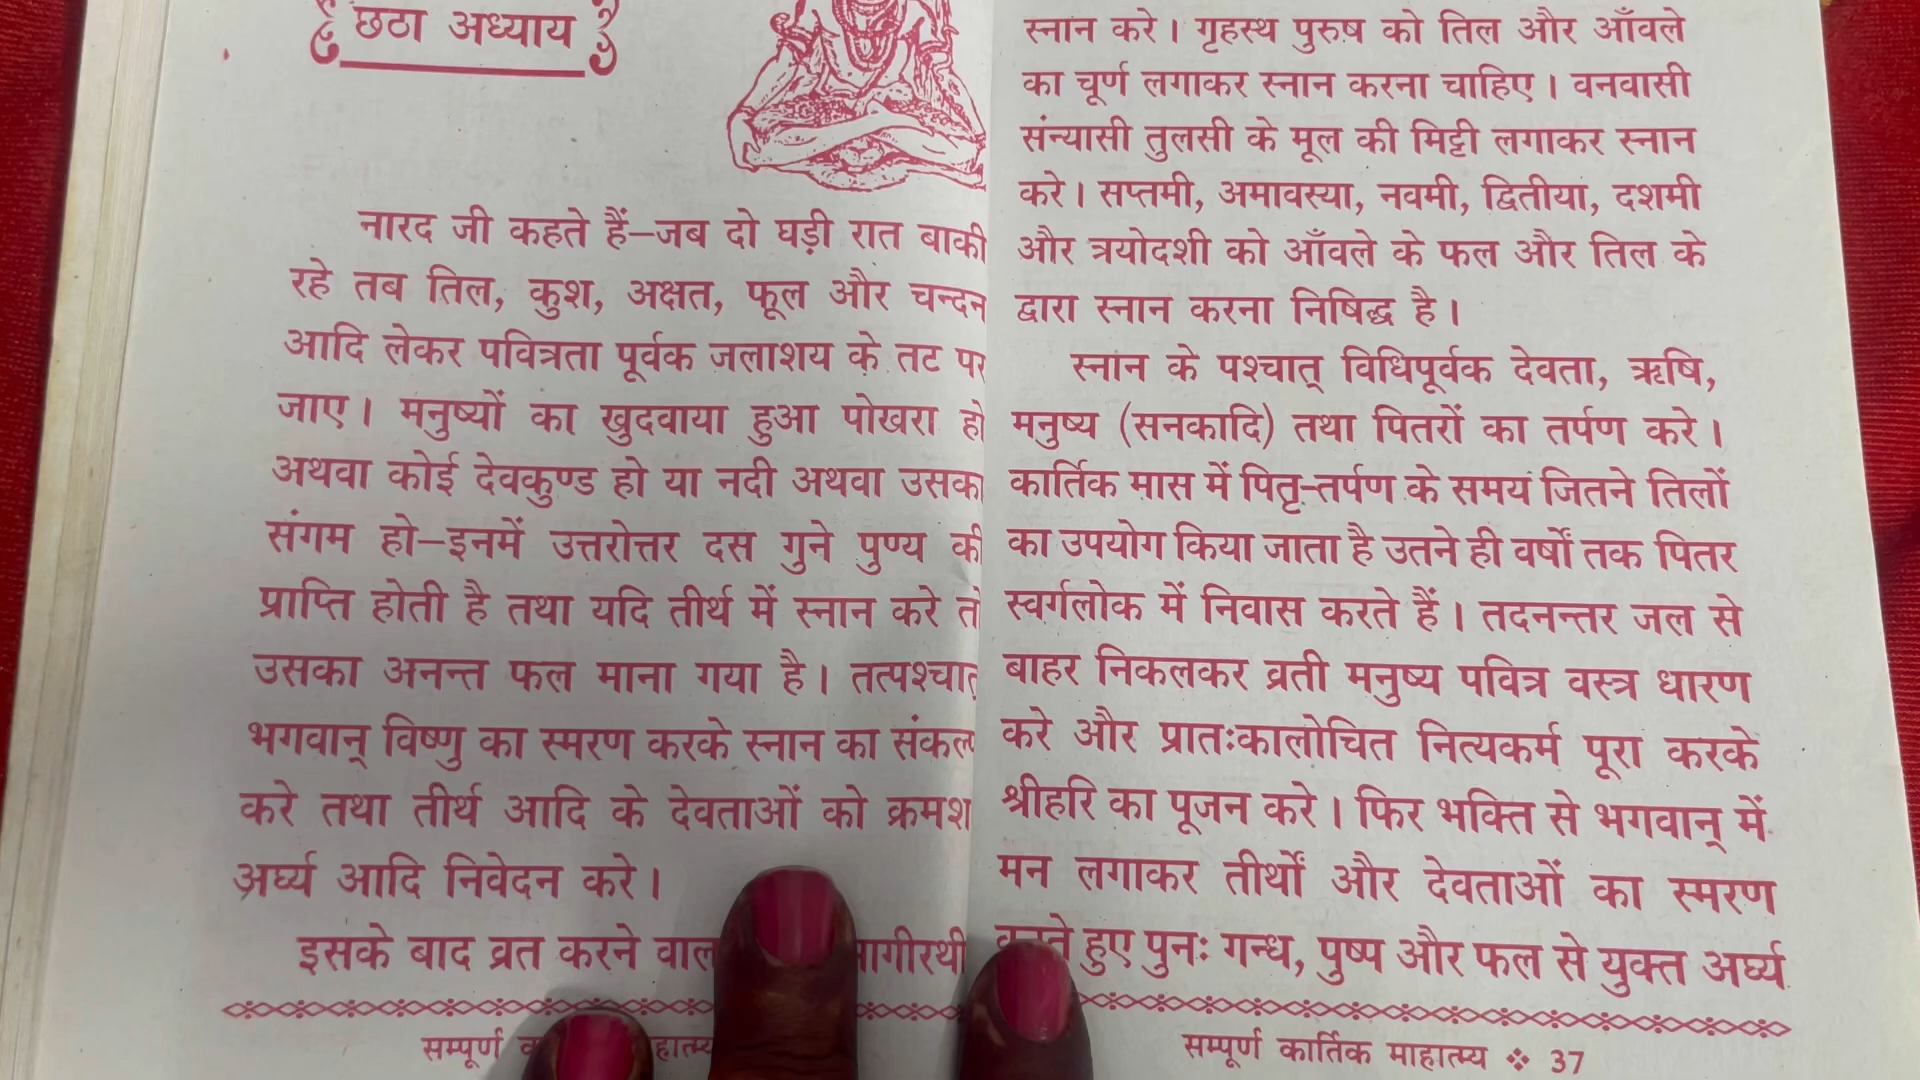 छठा अध्याय
नारद जी कहते हैं–जब दो घड़ी रात बाकी
रहे तब तिल, कुश, अक्षत, फूल और चन्दन
आदि लेकर पवित्रता पूर्वक जलाशय के तट पर
जाए। मनुष्यों का खुदवाया हुआ पोखरा हो
अथवा कोई देवकुण्ड हो या नदी अथवा उसका
संगम हो–इनमें उत्तरोत्तर दस गुने पुण्य की
प्राप्ति होती है तथा यदि तीर्थ में स्नान करे तो
उसका अनन्त फल माना गया है। तत्पश्चात्
भगवान् विष्णु का स्मरण करके स्नान का संकल्प
करे तथा तीर्थ आदि के देवताओं को क्रमश
अर्घ्य आदि निवेदन करे।
इसके बाद व्रत करने
सम्पूर्ण
स्नान करे। गृहस्थ पुरुष को तिल और आँवले
का चूर्ण लगाकर स्नान करना चाहिए। वनवासी
संन्यासी तुलसी के मूल की मिट्टी लगाकर स्नान
करे। सप्तमी, अमावस्या, नवमी, द्वितीया, दशमी
और त्रयोदशी को आँवले के फल और तिल के
द्वारा स्नान करना निषिद्ध है।
स्नान के पश्चात् विधिपूर्वक देवता, ऋषि,
मनुष्य (सनकादि) तथा पितरों का तर्पण करे।
कार्तिक मास में पितृ-तर्पण के समय जितने तिलों
का उपयोग किया जाता है उतने ही वर्षों तक पितर
स्वर्गलोक में निवास करते हैं। तदनन्तर जल से
बाहर निकलकर व्रती मनुष्य पवित्र वस्त्र धारण
करे और प्रातःकालोचित नित्यकर्म पूरा करके
श्रीहरि का पूजन करे। फिर भक्ति से भगवान् में
मन लगाकर तीर्थों और देवताओं का स्मरण
हुए पुनः गन्ध, पुष्प और फल से युक्त अर्घ्य
सम्पूर्ण कार्तिक माहात्म्य ❖ 37